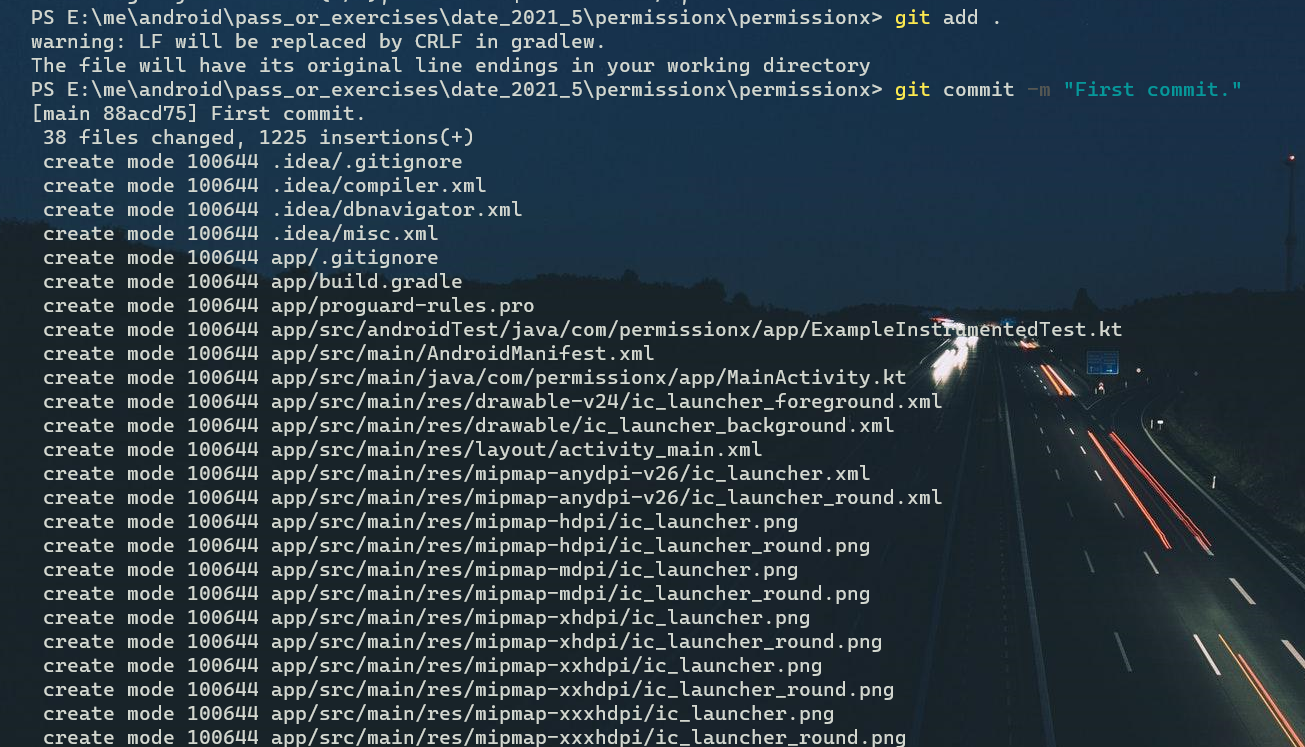 PS E:\me\android\pass_or_exercises\date_2021_5\permissionx\permissionx> git add .
warning: LF will be replaced by CRLF in gradlew.
The file will have its original line endings in your working directory
PS E:\me\android\pass_or_exercises\date_2021_5\permissionx\permissionx> git commit -m "First commit."
[main 88acd75] First commit.
 38 files changed, 1225 insertions(+)
 create mode 100644 .idea/.gitignore
 create mode 100644 .idea/compiler.xml
 create mode 100644 .idea/dbnavigator.xml
 create mode 100644 .idea/misc.xml
 create mode 100644 app/.gitignore
 create mode 100644 app/build.gradle
 create mode 100644 app/proguard-rules.pro
 create mode 100644 app/src/androidTest/java/com/permissionx/app/ExampleInstrumentedTest.kt
 create mode 100644 app/src/main/AndroidManifest.xml
 create mode 100644 app/src/main/java/com/permissionx/app/MainActivity.kt
 create mode 100644 app/src/main/res/drawable-v24/ic_launcher_foreground.xml
 create mode 100644 app/src/main/res/drawable/ic_launcher_background.xml
 create mode 100644 app/src/main/res/layout/activity_main.xml
 create mode 100644 app/src/main/res/mipmap-anydpi-v26/ic_launcher.xml
 create mode 100644 app/src/main/res/mipmap-anydpi-v26/ic_launcher_round.xml
 create mode 100644 app/src/main/res/mipmap-hdpi/ic_launcher.png
 create mode 100644 app/src/main/res/mipmap-hdpi/ic_launcher_round.png
 create mode 100644 app/src/main/res/mipmap-mdpi/ic_launcher.png
 create mode 100644 app/src/main/res/mipmap-mdpi/ic_launcher_round.png
 create mode 100644 app/src/main/res/mipmap-xhdpi/ic_launcher.png
 create mode 100644 app/src/main/res/mipmap-xhdpi/ic_launcher_round.png
 create mode 100644 app/src/main/res/mipmap-xxhdpi/ic_launcher.png
 create mode 100644 app/src/main/res/mipmap-xxhdpi/ic_launcher_round.png
 create mode 100644 app/src/main/res/mipmap-xxxhdpi/ic_launcher.png
 create mode 100644 app/src/main/res/mipmap-xxxhdpi/ic_launcher_round.png